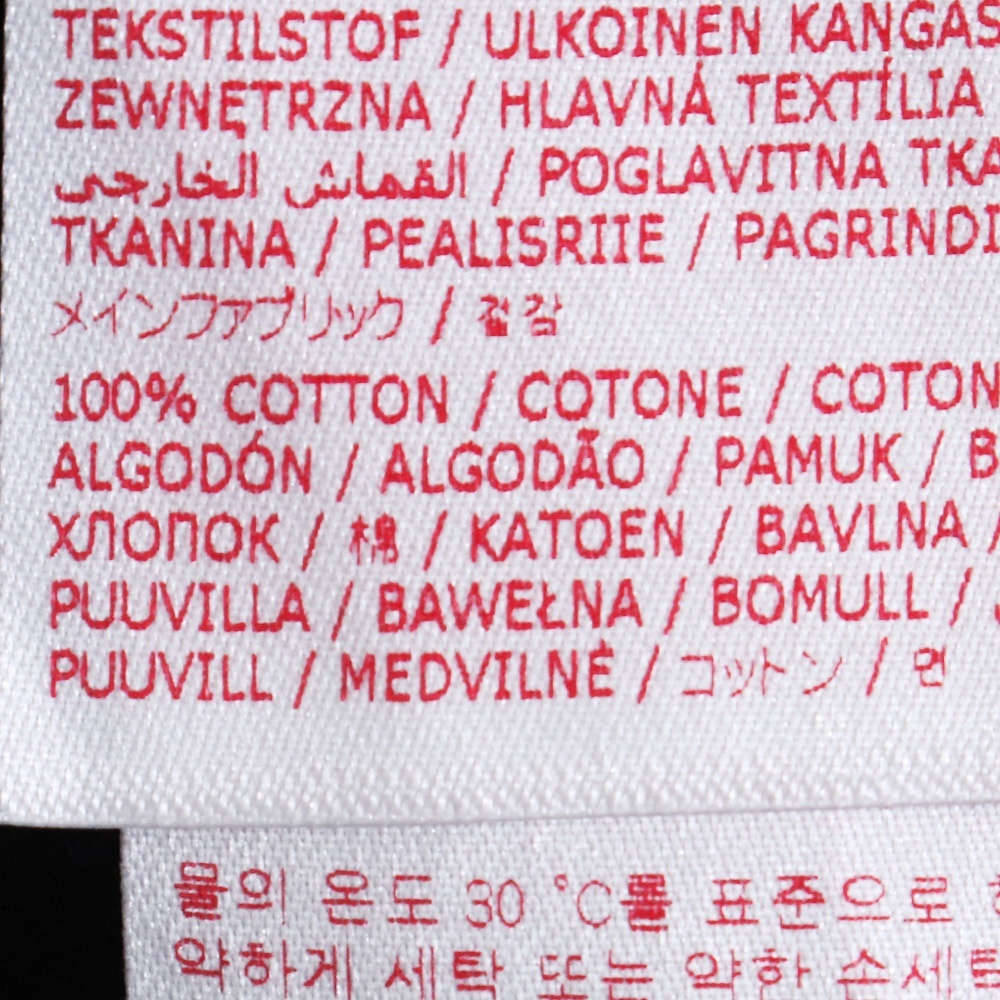 TEKSTILSTOF / ULKOINEN KANGAS
ZEWNĘTRZNA / HLAVNÁ TEXTÍLIA
القماش الخارجي / POGLAVITNA TKA
TKANINA / PEALISRIIE / PAGRINDI
メインファブリック / 겉감
100% COTTON / COTONE / COTON
ALGODÓN / ALGODÃO / PAMUK / B
ХЛОПОК / 棉 / KATOEN / BAVLNA /
PUUVILLA / BAWEŁNA / BOMULL /
PUUVILL / MEDVILNĖ / コットン / 면
물의 온도 30 °C를 표준으로
약하게 세탁 또는 약한 손세탁